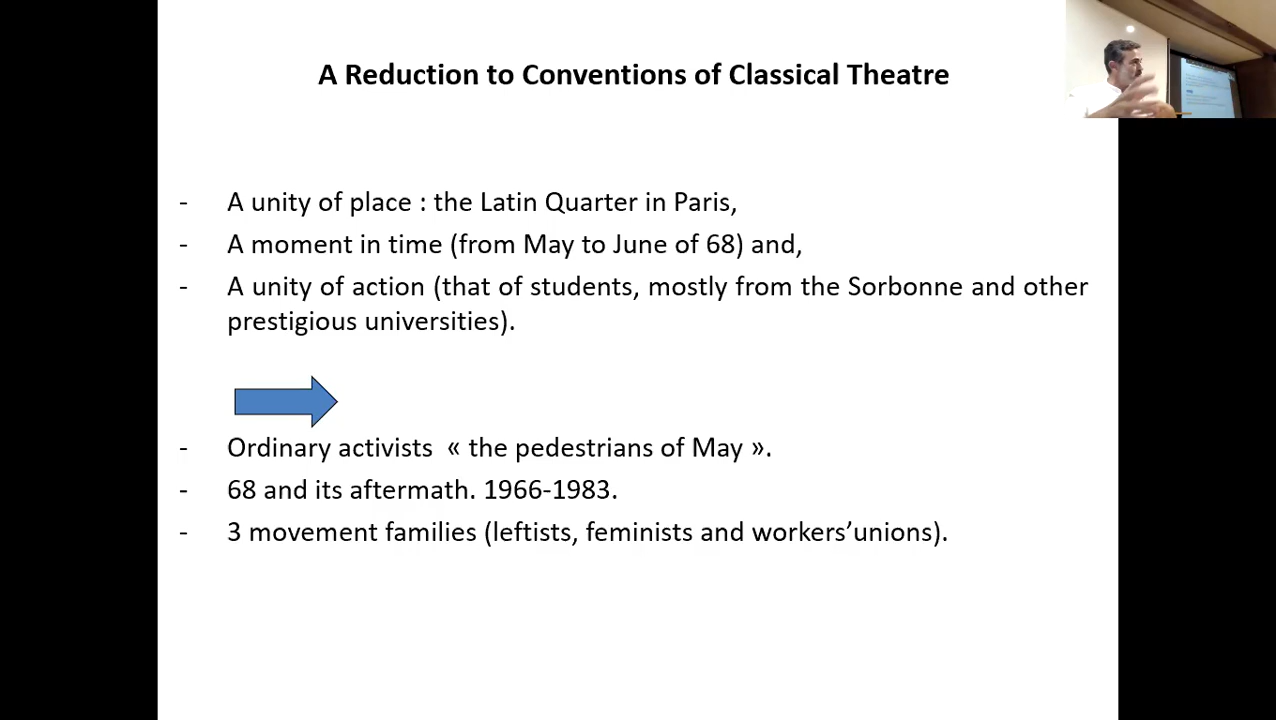 A Reduction to Conventions of Classical Theatre
- A unity of place : the Latin Quarter in Paris,
- A moment in time (from May to June of 68) and,
- A unity of action (that of students, mostly from the Sorbonne and other
prestigious universities).
- Ordinary activists « the pedestrians of May ».
- 68 and its aftermath. 1966-1983.
- 3 movement families (leftists, feminists and workers’unions).